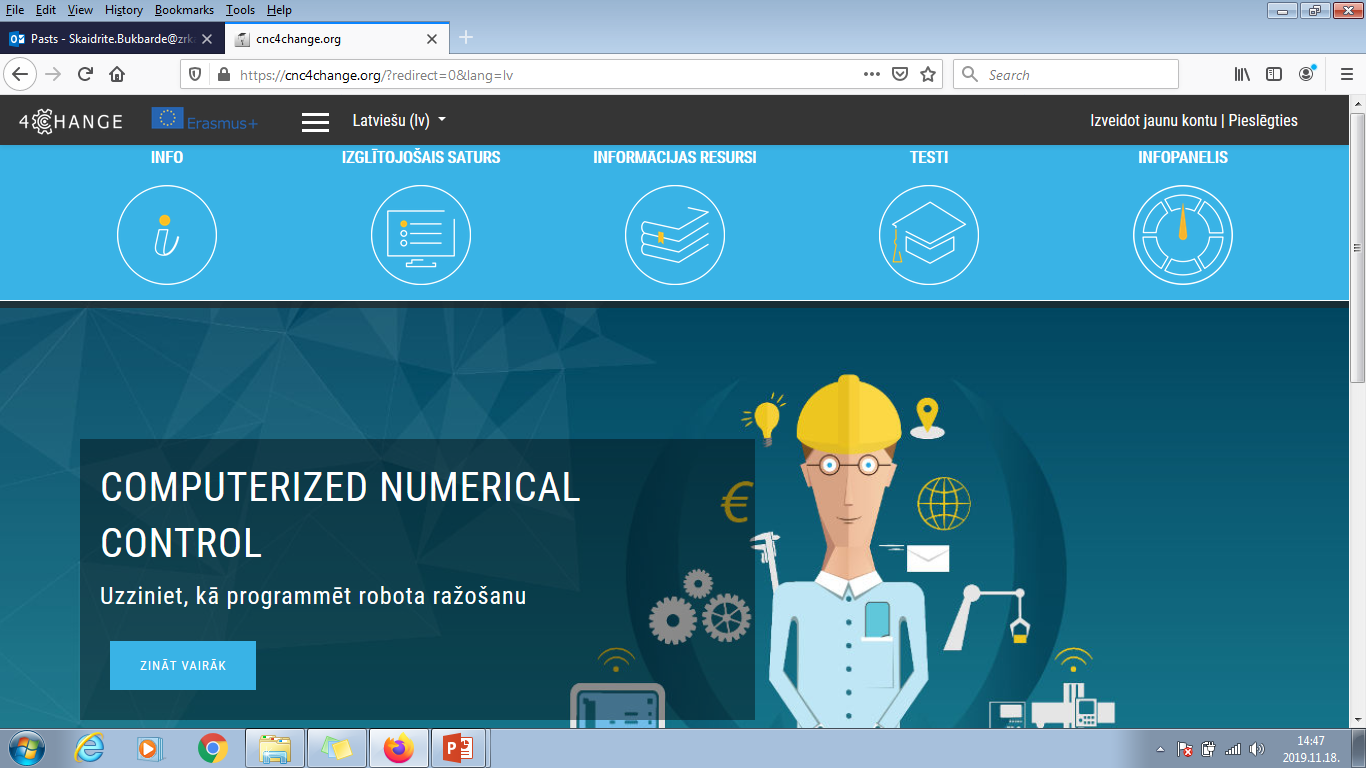 File Edit View History Bookmarks Tools Help
Pasts - Skaidrite.Bukbarde@zrk
cnc4change.org
https://cnc4change.org/?redirect=0&lang=lv
Search
4CHANGE
Erasmus+
Latviešu (lv)
Izveidot jaunu kontu | Pieslēgties
INFO
IZGLĪTOJOŠAIS SATURS
INFORMĀCIJAS RESURSI
TESTI
INFOPANELIS
COMPUTERIZED NUMERICAL
CONTROL
Uzziniet, kā programmēt robota ražošanu
ZINĀT VAIRĀK
14:47
2019.11.18.